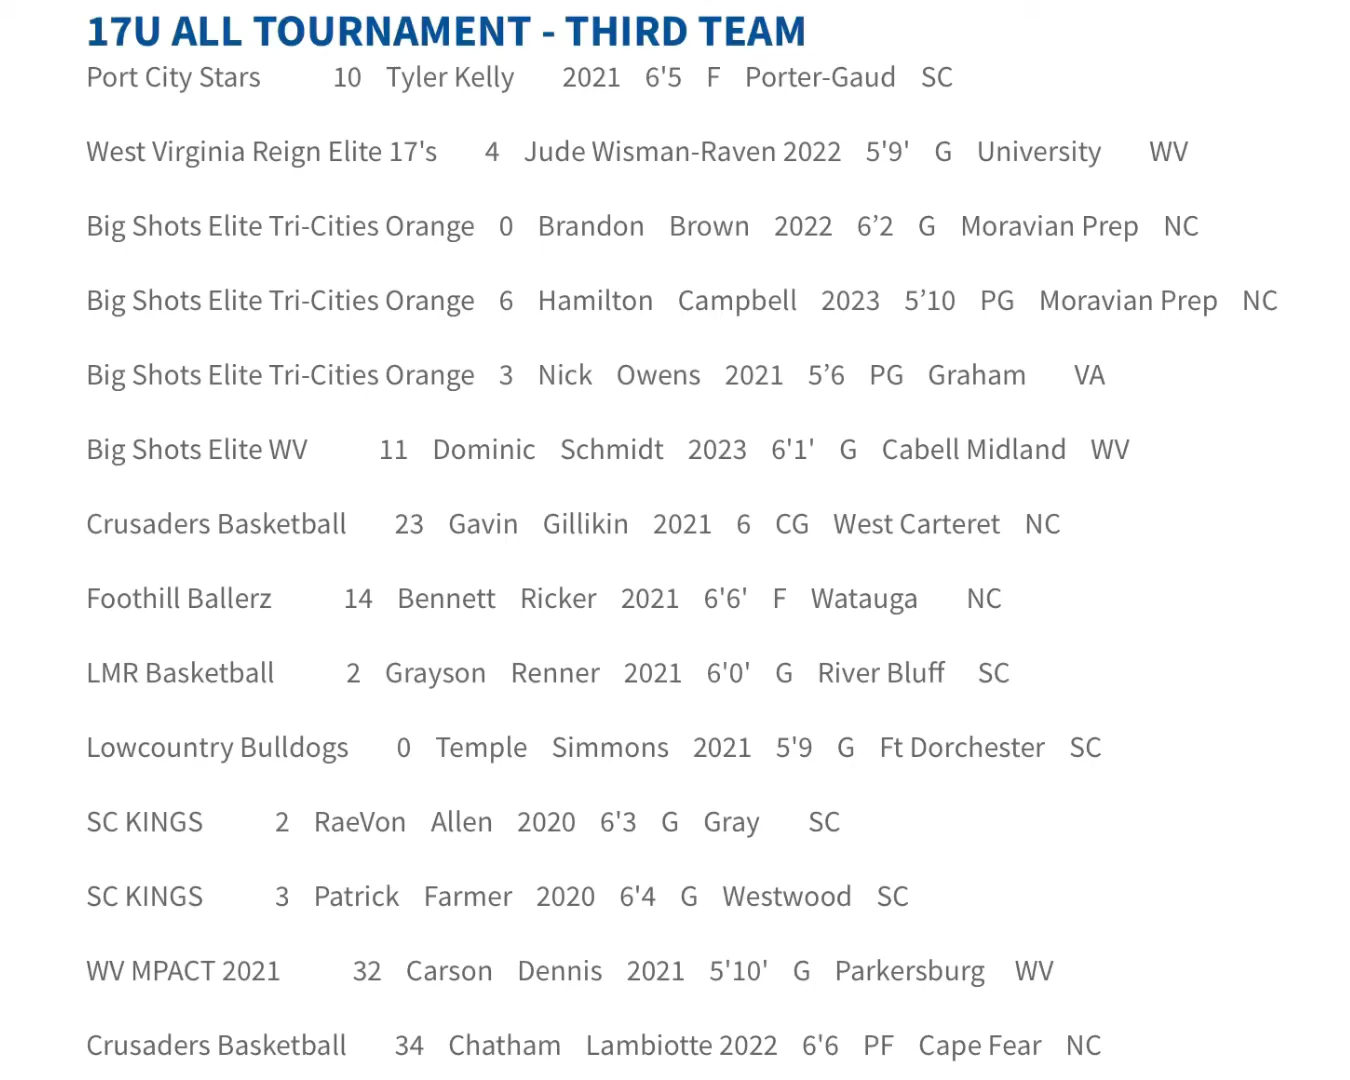 17U ALL TOURNAMENT - THIRD TEAM
Port City Stars 10 Tyler Kelly 2021 6'5 F Porter-Gaud SC
West Virginia Reign Elite 17's 4 Jude Wisman-Raven 2022 5'9' G University WV
Big Shots Elite Tri-Cities Orange 0 Brandon Brown 2022 6’2 G Moravian Prep NC
Big Shots Elite Tri-Cities Orange 6 Hamilton Campbell 2023 5’10 PG Moravian Prep NC
Big Shots Elite Tri-Cities Orange 3 Nick Owens 2021 5’6 PG Graham VA
Big Shots Elite WV 11 Dominic Schmidt 2023 6'1' G Cabell Midland WV
Crusaders Basketball 23 Gavin Gillikin 2021 6 CG West Carteret NC
Foothill Ballerz 14 Bennett Ricker 2021 6'6' F Watauga NC
LMR Basketball 2 Grayson Renner 2021 6'0' G River Bluff SC
Lowcountry Bulldogs 0 Temple Simmons 2021 5'9 G Ft Dorchester SC
SC KINGS 2 RaeVon Allen 2020 6'3 G Gray SC
SC KINGS 3 Patrick Farmer 2020 6'4 G Westwood SC
WV MPACT 2021 32 Carson Dennis 2021 5'10' G Parkersburg WV
Crusaders Basketball 34 Chatham Lambiotte 2022 6'6 PF Cape Fear NC